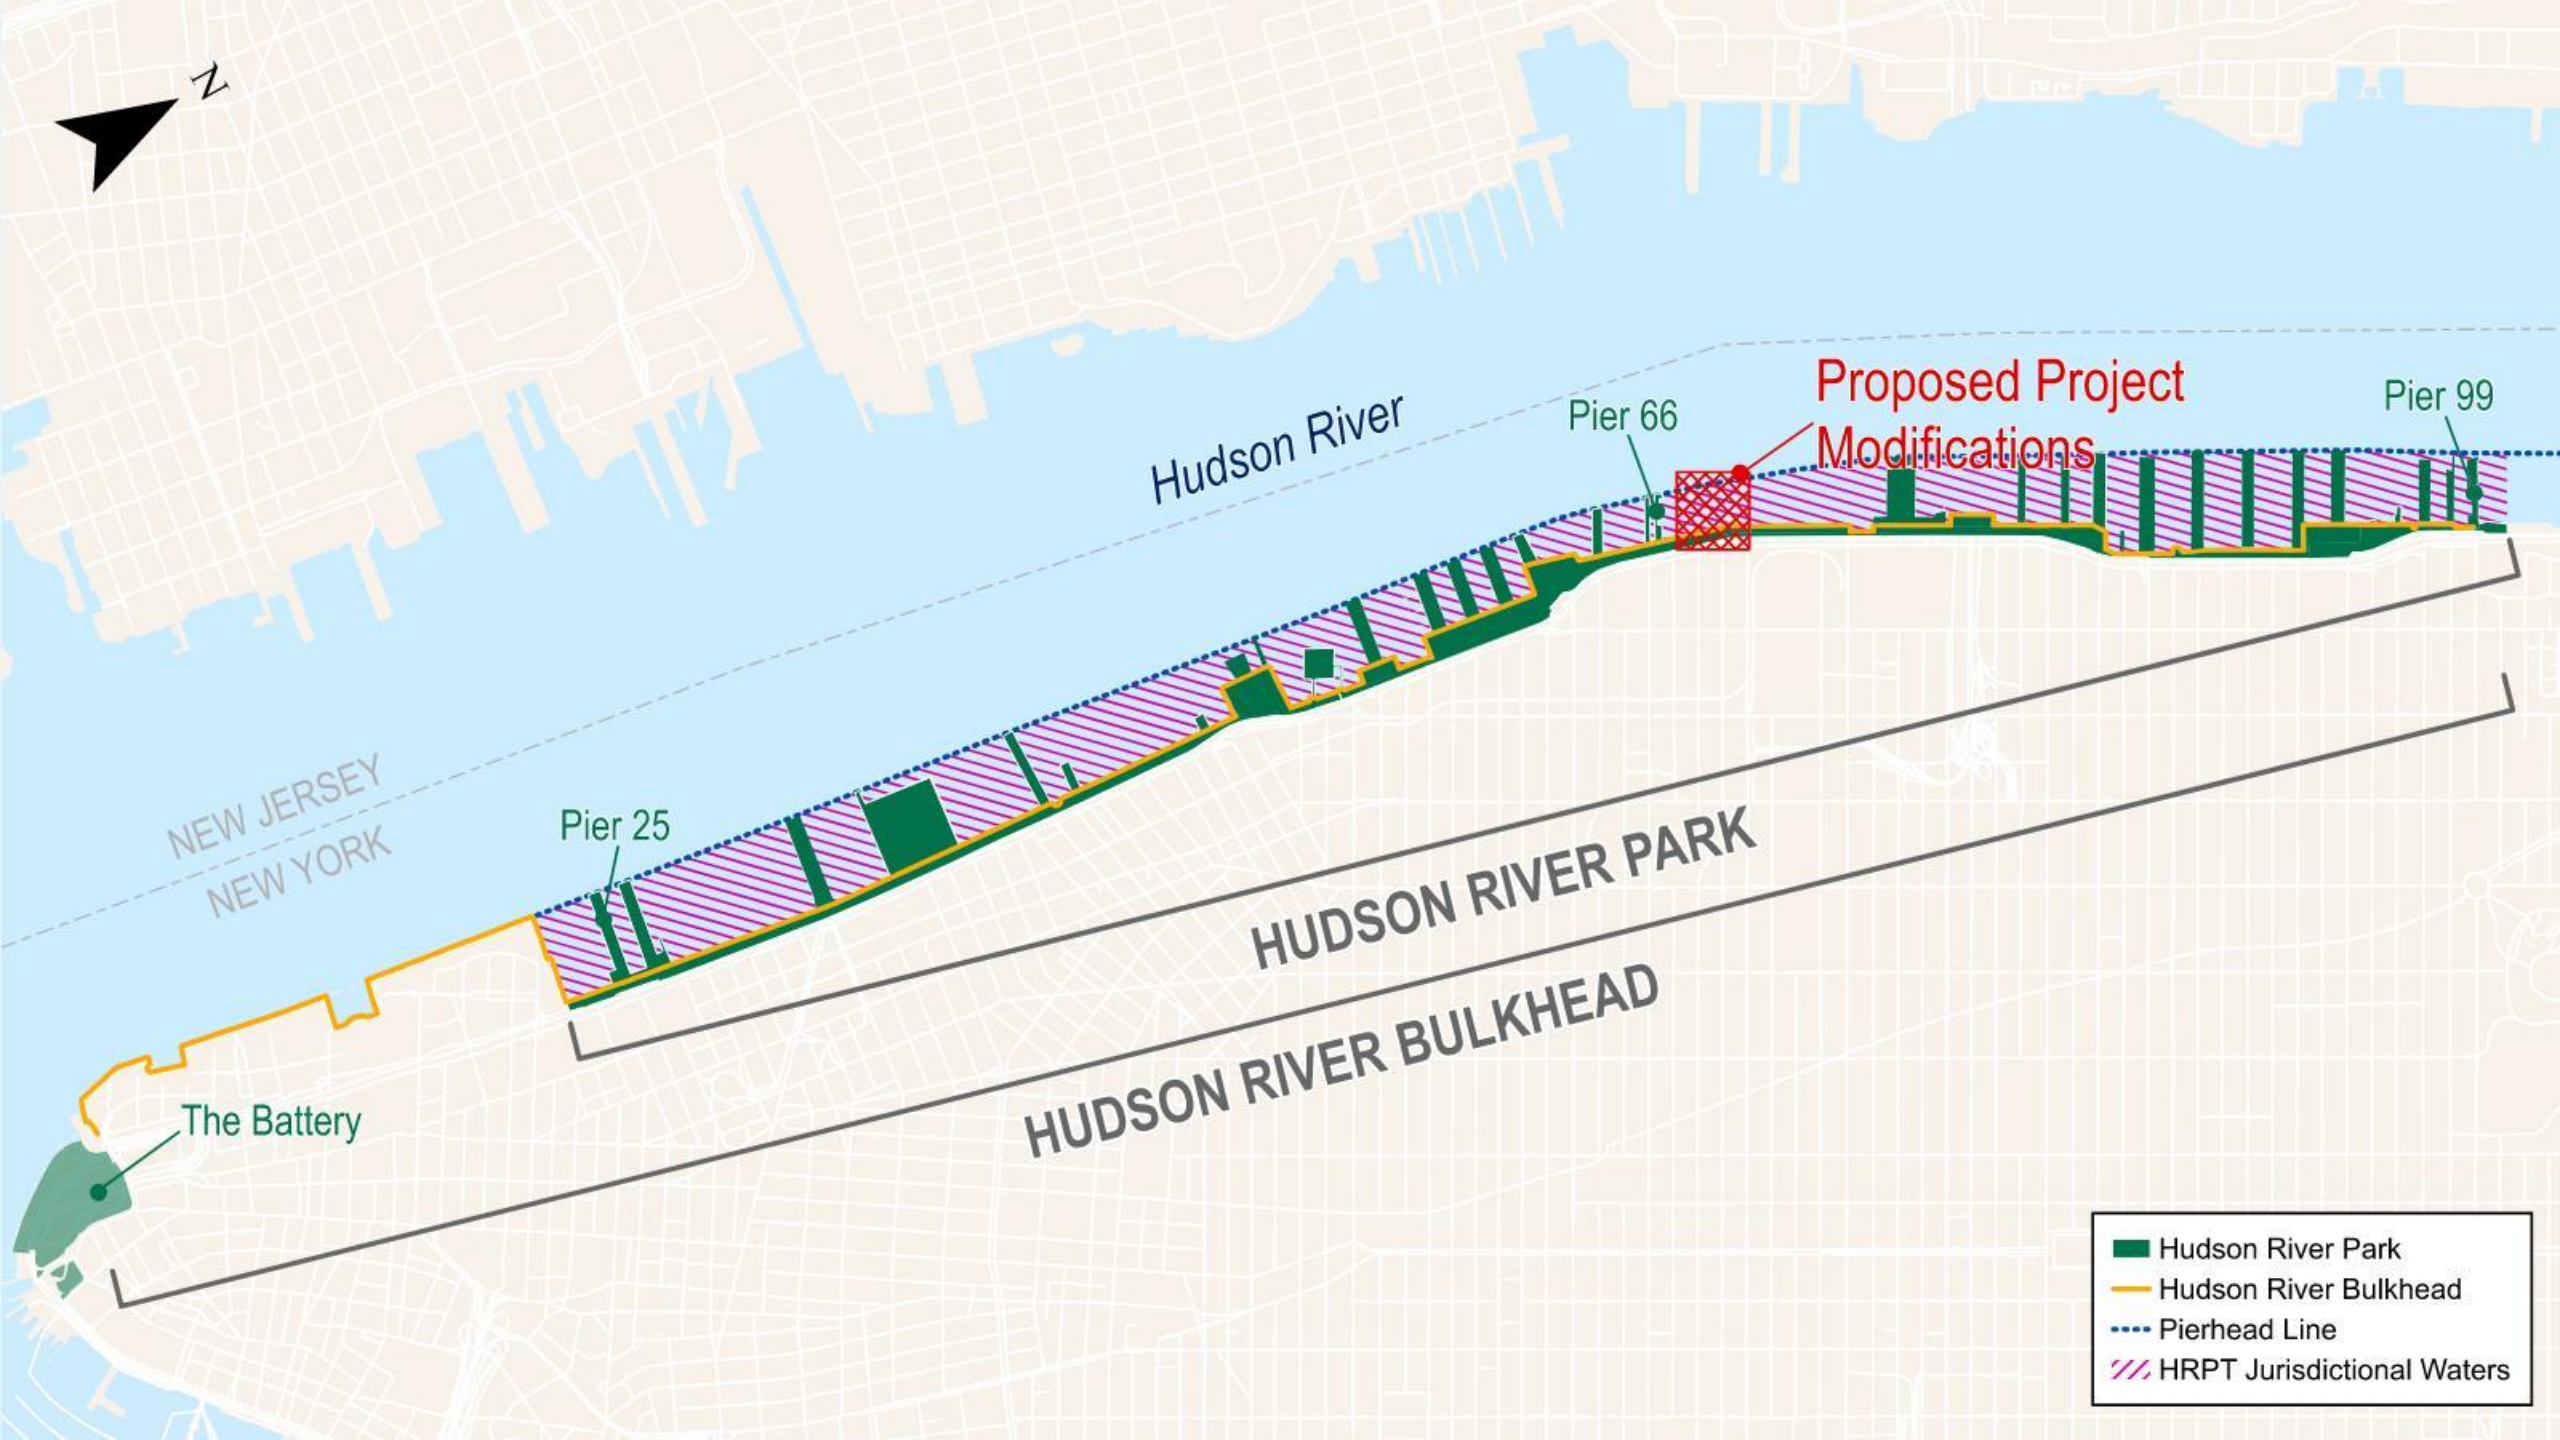 N
Proposed Project
Modifications
Pier 66
Pier 99
Hudson River
NEW JERSEY
NEW YORK
Pier 25
HUDSON RIVER PARK
HUDSON RIVER BULKHEAD
The Battery
Hudson River Park
Hudson River Bulkhead
Pierhead Line
HRPT Jurisdictional Waters